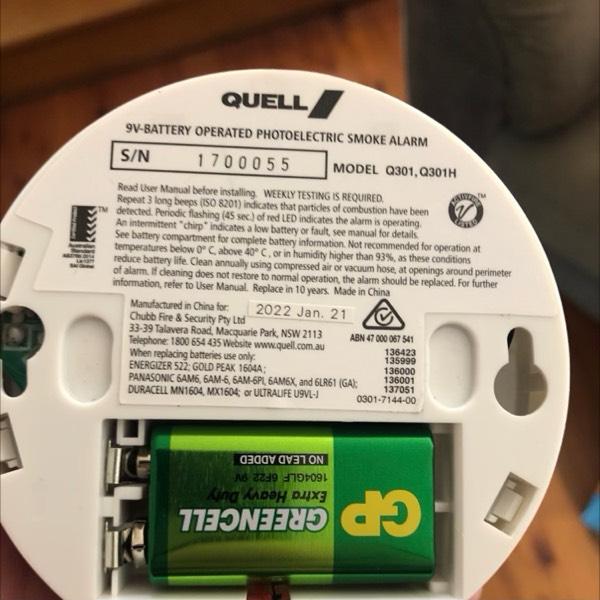 QUELL
9V-BATTERY OPERATED PHOTOELECTRIC SMOKE ALARM
S/N 1700055 MODEL Q301, Q301H
Read User Manual before installing. WEEKLY TESTING IS REQUIRED.
Repeat 3 long beeps (ISO 8201) indicates that particles of combustion have been
detected. Periodic flashing (45 sec.) of red LED indicates the alarm is operating.
An intermittent "chirp" indicates a low battery or fault, see manual for details.
See battery compartment for complete battery information. Not recommended for operation at
temperatures below 0° C, above 40° C, or in humidity higher than 93%, as these conditions
reduce battery life. Clean annually using compressed air or vacuum hose, at openings around perimeter
of alarm. If cleaning does not restore to normal operation, the alarm should be replaced. For further
information, refer to User Manual. Replace in 10 years. Made in China
TM
Australian
Standard
AS3786:2014
SAI Global
TM
Manufactured in China for: 2022 Jan. 21
Chubb Fire & Security Pty Ltd
33-39 Talavera Road, Macquarie Park, NSW 2113
Telephone: 1800 654 435 Website www.quell.com.au
When replacing batteries use only:
ENERGIZER 522; GOLD PEAK 1604A;
PANASONIC 6AM6, 6AM-6, 6AM-6PI, 6AM6X, and 6LR61 (GA);
DURACELL MN1604, MX1604; or ULTRALIFE U9VL-J
ABN 47 000 067 541
136423
135999
136000
136001
137051
0301-7144-00
GP GREENCELL
Extra Heavy Duty
1604GLF 6F22 9V
NO LEAD ADDED